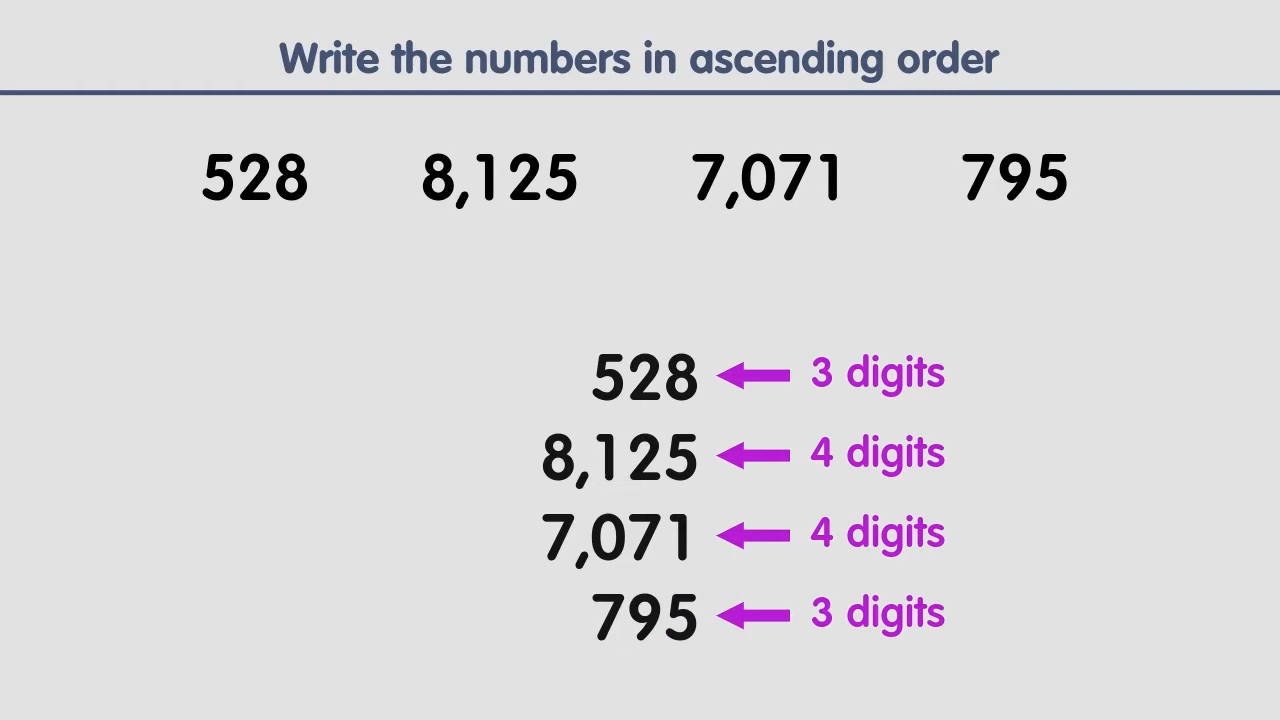 Write the numbers in ascending order
528 8,125 7,071 795
528 3 digits
8,125 4 digits
7,071 4 digits
795 3 digits